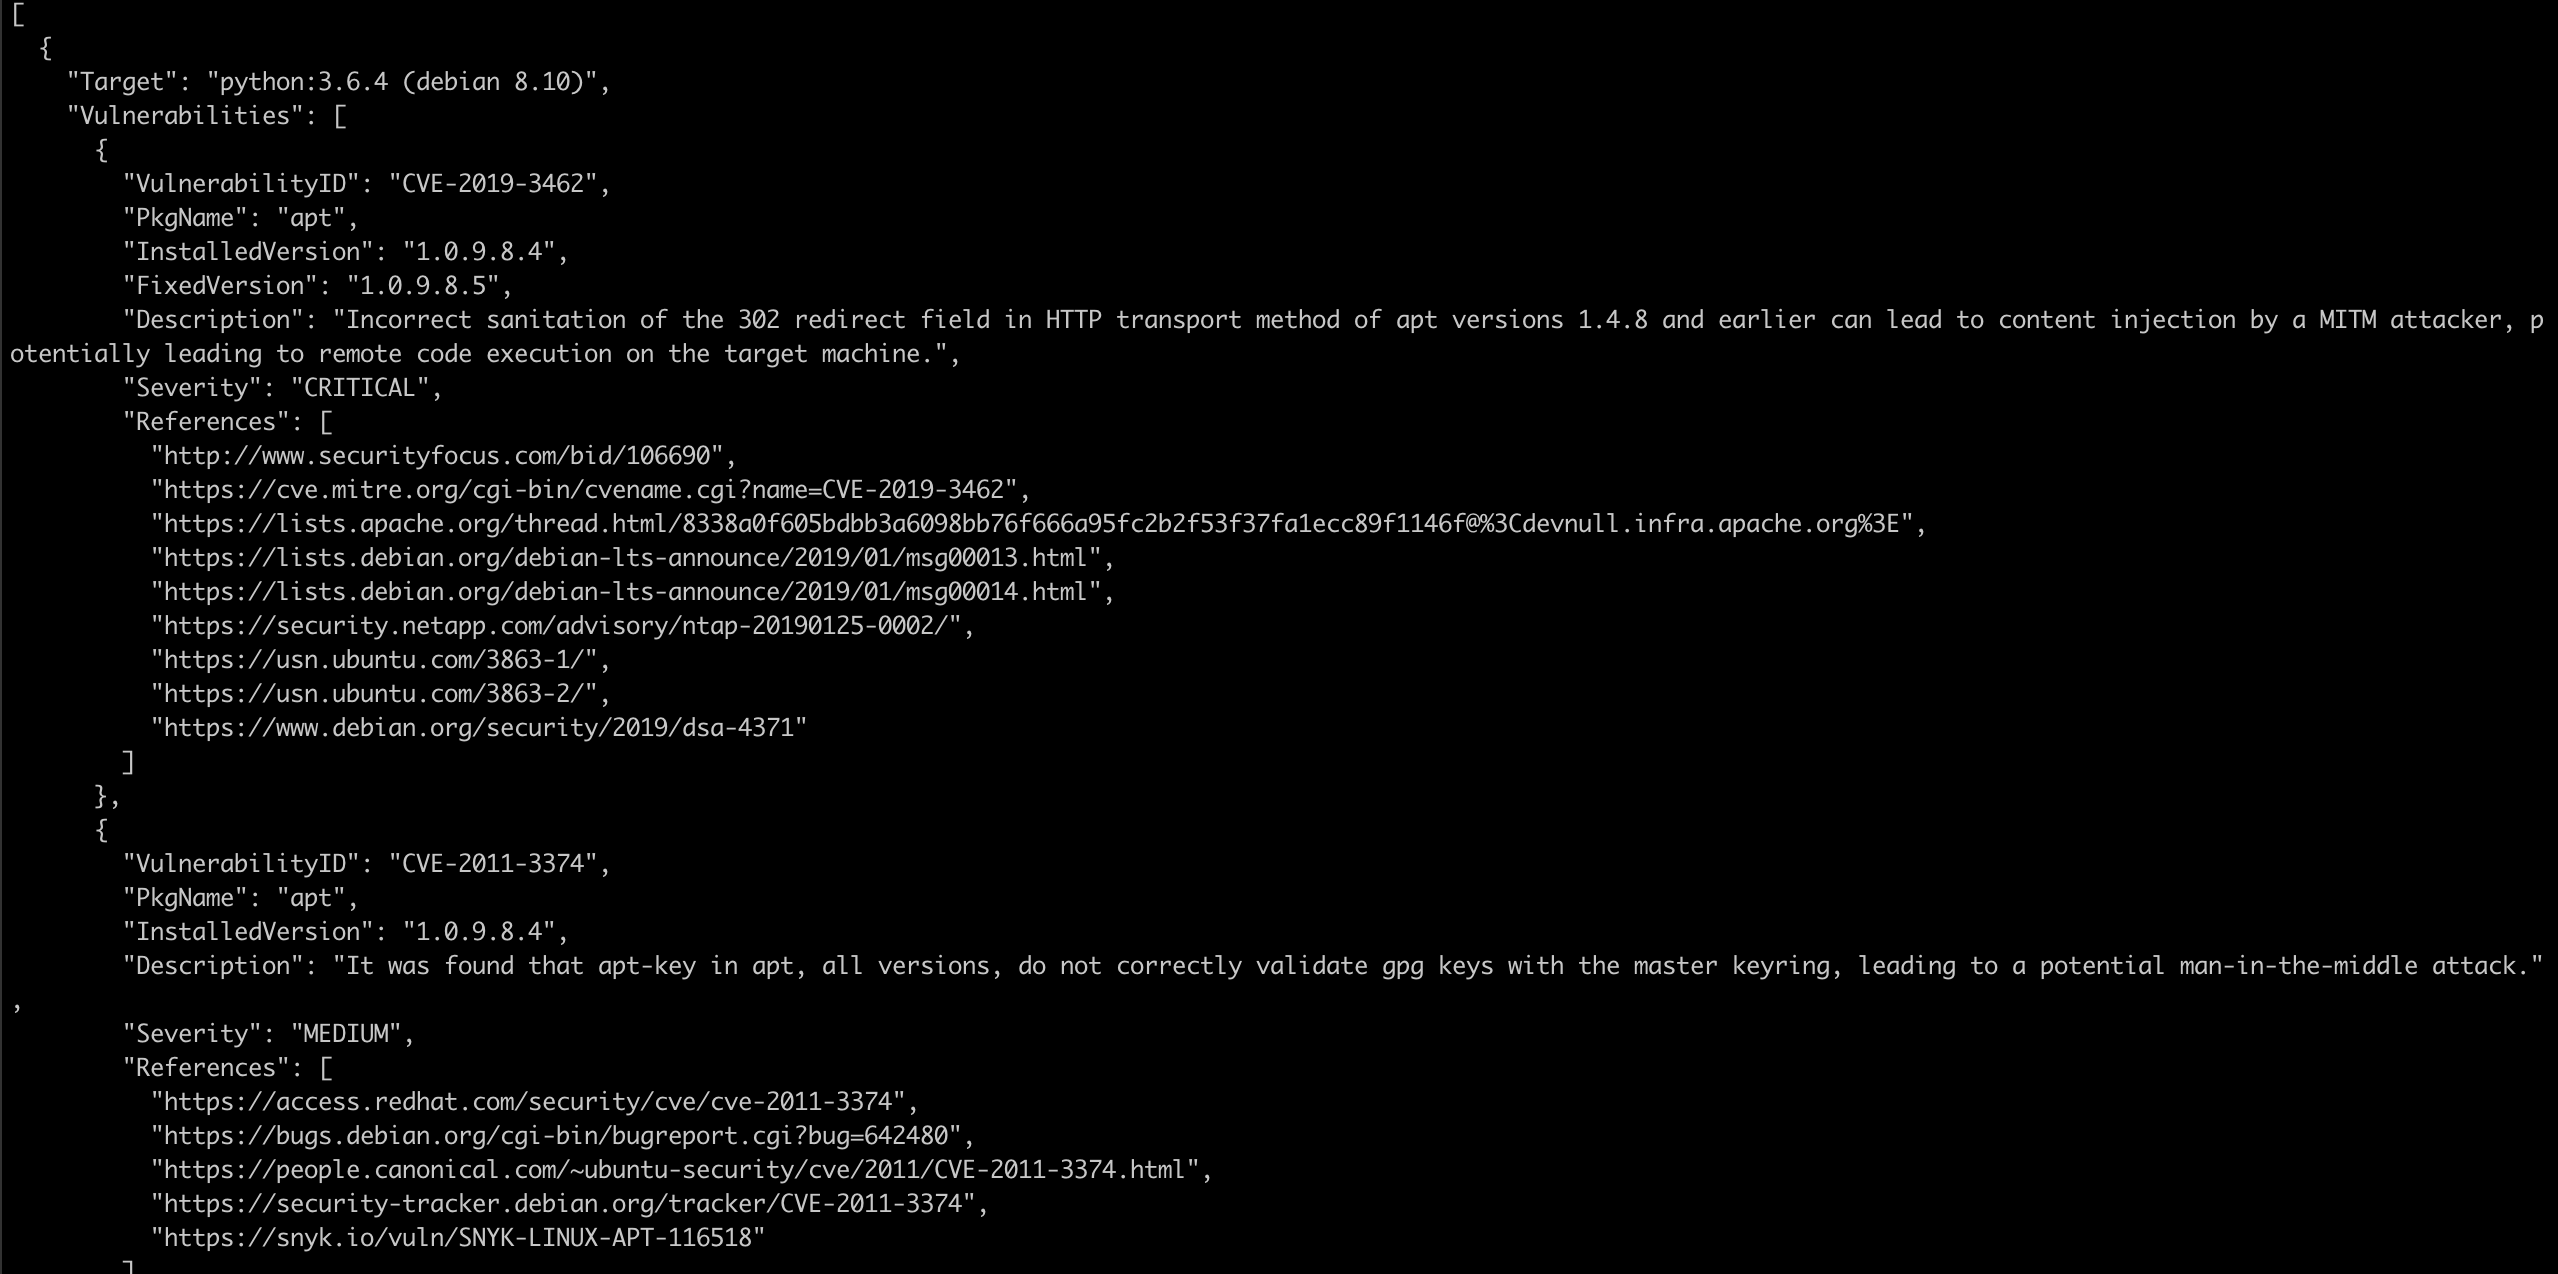 [
  {
    "Target": "python:3.6.4 (debian 8.10)",
    "Vulnerabilities": [
      {
        "VulnerabilityID": "CVE-2019-3462",
        "PkgName": "apt",
        "InstalledVersion": "1.0.9.8.4",
        "FixedVersion": "1.0.9.8.5",
        "Description": "Incorrect sanitation of the 302 redirect field in HTTP transport method of apt versions 1.4.8 and earlier can lead to content injection by a MITM attacker, p
otentially leading to remote code execution on the target machine.",
        "Severity": "CRITICAL",
        "References": [
          "http://www.securityfocus.com/bid/106690",
          "https://cve.mitre.org/cgi-bin/cvename.cgi?name=CVE-2019-3462",
          "https://lists.apache.org/thread.html/8338a0f605bdbb3a6098bb76f666a95fc2b2f53f37fa1ecc89f1146f@%3Cdevnull.infra.apache.org%3E",
          "https://lists.debian.org/debian-lts-announce/2019/01/msg00013.html",
          "https://lists.debian.org/debian-lts-announce/2019/01/msg00014.html",
          "https://security.netapp.com/advisory/ntap-20190125-0002/",
          "https://usn.ubuntu.com/3863-1/",
          "https://usn.ubuntu.com/3863-2/",
          "https://www.debian.org/security/2019/dsa-4371"
        ]
      },
      {
        "VulnerabilityID": "CVE-2011-3374",
        "PkgName": "apt",
        "InstalledVersion": "1.0.9.8.4",
        "Description": "It was found that apt-key in apt, all versions, do not correctly validate gpg keys with the master keyring, leading to a potential man-in-the-middle attack."
,
        "Severity": "MEDIUM",
        "References": [
          "https://access.redhat.com/security/cve/cve-2011-3374",
          "https://bugs.debian.org/cgi-bin/bugreport.cgi?bug=642480",
          "https://people.canonical.com/~ubuntu-security/cve/2011/CVE-2011-3374.html",
          "https://security-tracker.debian.org/tracker/CVE-2011-3374",
          "https://snyk.io/vuln/SNYK-LINUX-APT-116518"
        ]